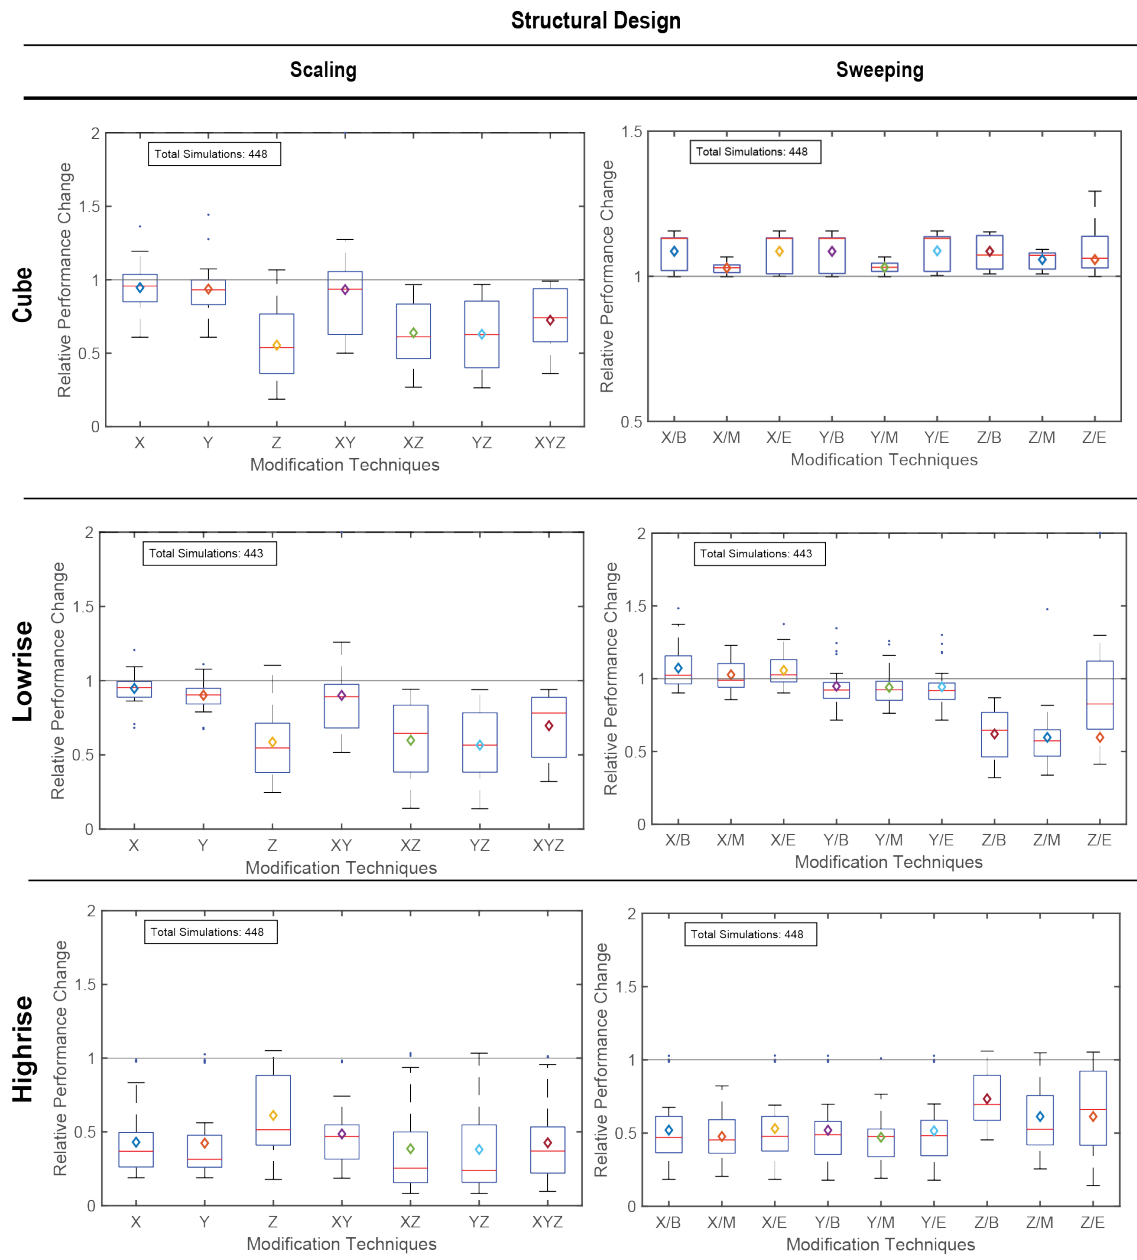 Structural Design
Scaling
Sweeping
Cube
Relative Performance Change
2
1.5
1
0.5
0
Total Simulations: 448
X Y Z XY XZ YZ XYZ
Modification Techniques
Relative Performance Change
1.5
1
0.5
Total Simulations: 448
X/B X/M X/E Y/B Y/M Y/E Z/B Z/M Z/E
Modification Techniques
Lowrise
Relative Performance Change
2
1.5
1
0.5
0
Total Simulations: 443
X Y Z XY XZ YZ XYZ
Modification Techniques
Relative Performance Change
2
1.5
1
0.5
0
Total Simulations: 443
X/B X/M X/E Y/B Y/M Y/E Z/B Z/M Z/E
Modification Techniques
Highrise
Relative Performance Change
2
1.5
1
0.5
0
Total Simulations: 448
X Y Z XY XZ YZ XYZ
Modification Techniques
Relative Performance Change
2
1.5
1
0.5
0
Total Simulations: 448
X/B X/M X/E Y/B Y/M Y/E Z/B Z/M Z/E
Modification Techniques